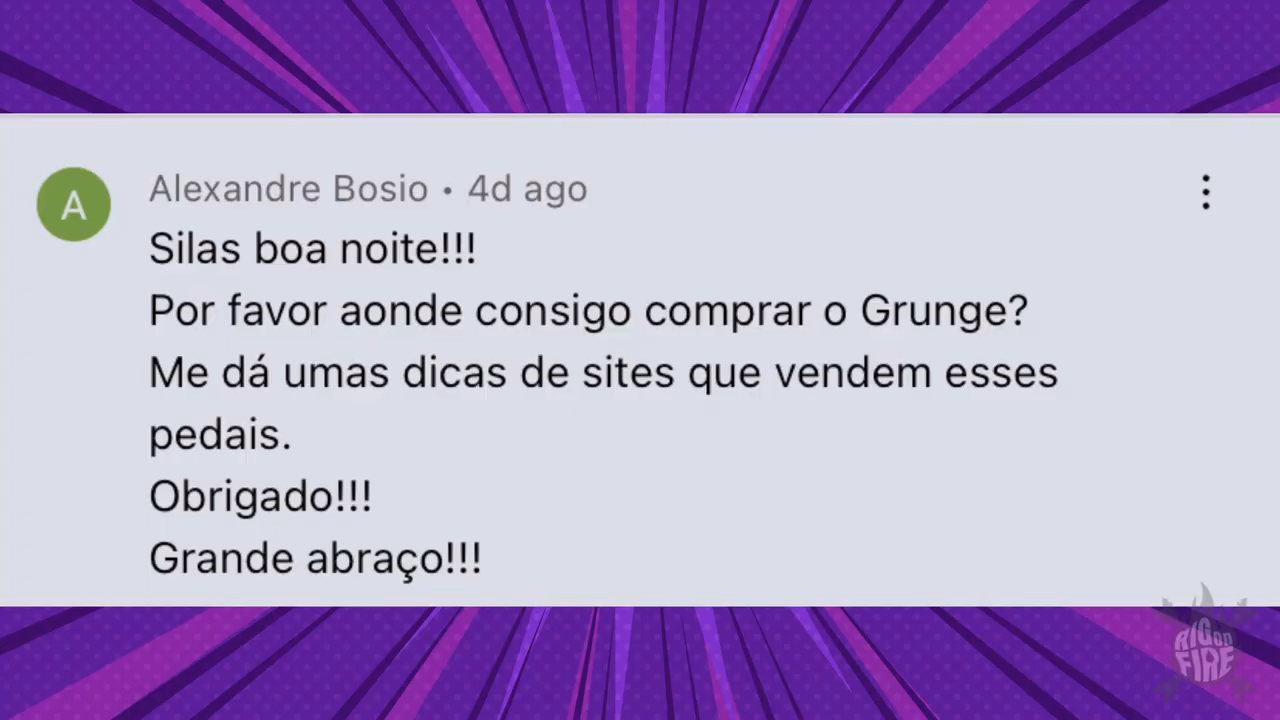 A
Alexandre Bosio • 4d ago
Silas boa noite!!!
Por favor aonde consigo comprar o Grunge?
Me dá umas dicas de sites que vendem esses
pedais.
Obrigado!!!
Grande abraço!!!
RIG on
FIRE